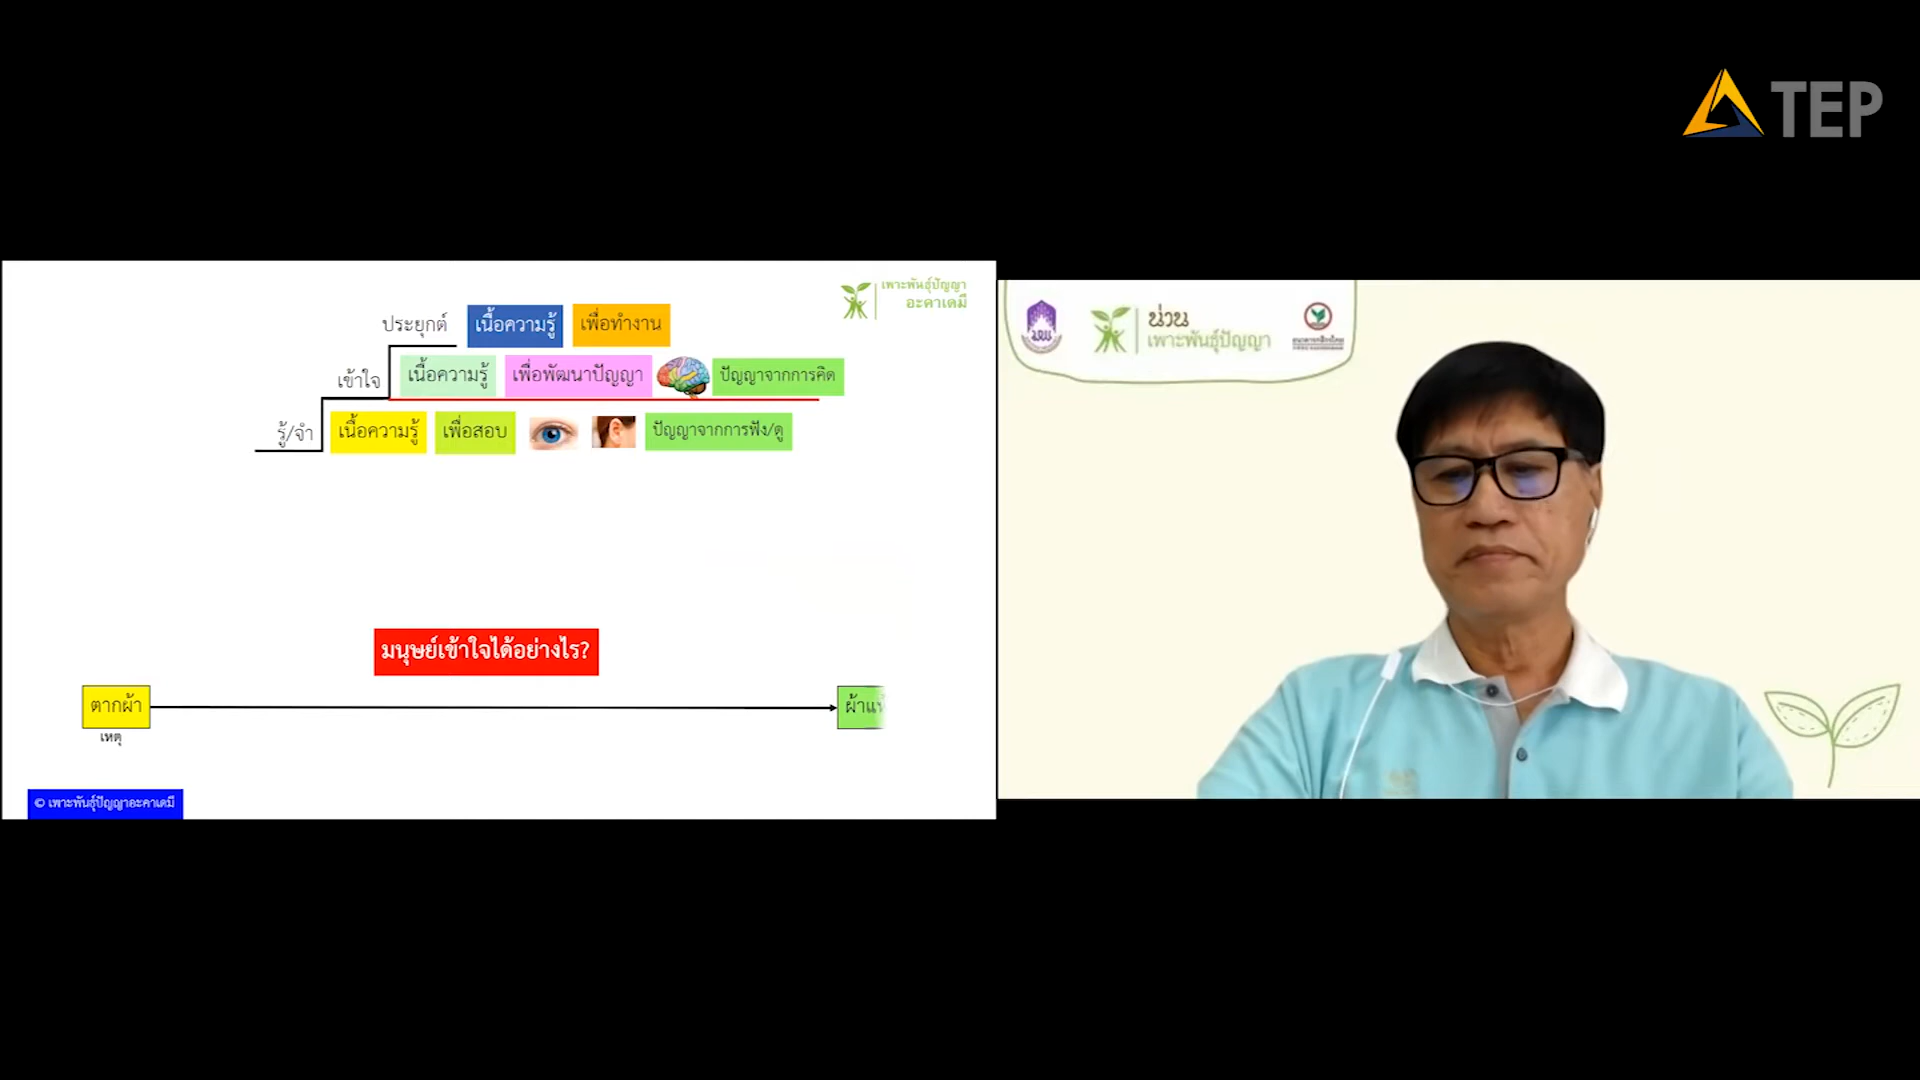 TEP
เพาะพันธุ์ปัญญา
อะคาเดมี
ประยุกต์ เนื้อความรู้ เพื่อทำงาน
เข้าใจ เนื้อความรู้ เพื่อพัฒนาปัญญา ปัญญาจากการคิด
รู้/จำ เนื้อความรู้ เพื่อสอบ ปัญญาจากการฟัง/ดู
มนุษย์เข้าใจได้อย่างไร?
ตากผ้า
เหตุ
© เพาะพันธุ์ปัญญาอะคาเดมี
น่าน
เพาะพันธุ์ปัญญา